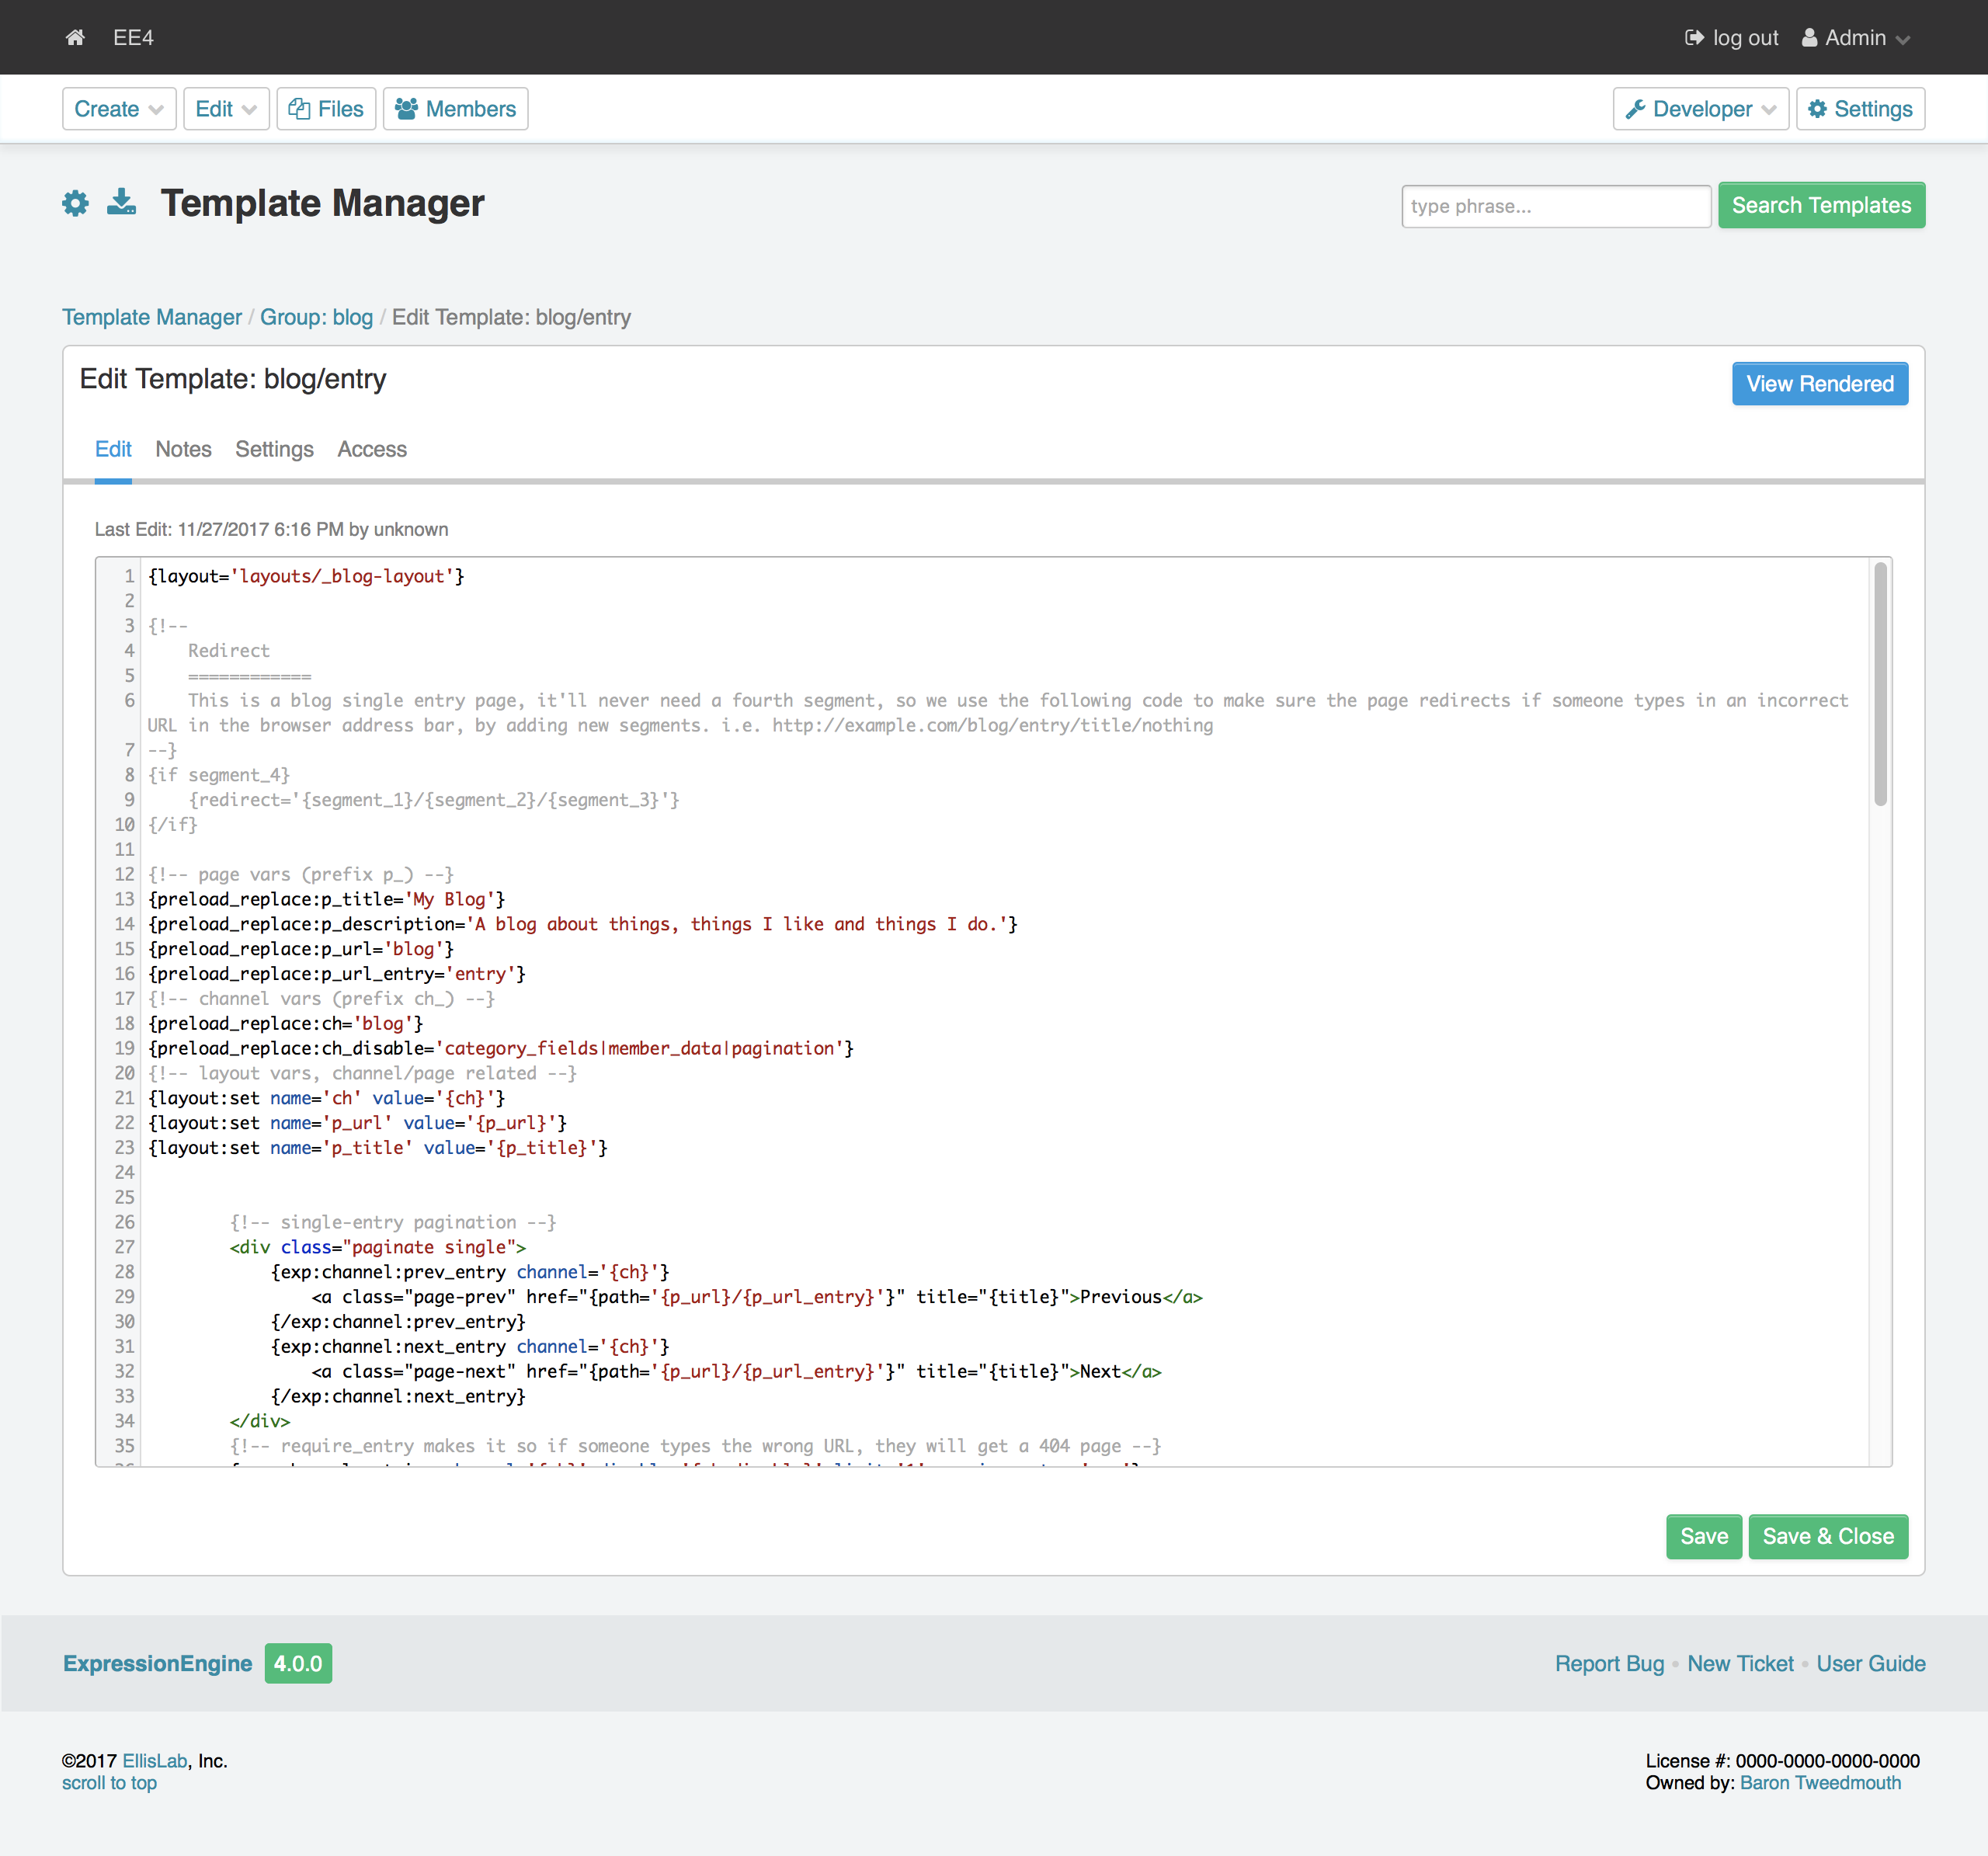 EE4
log out Admin
Create Edit Files Members Developer Settings
Template Manager
type phrase... Search Templates
Template Manager / Group: blog / Edit Template: blog/entry
Edit Template: blog/entry
View Rendered
Edit Notes Settings Access
Last Edit: 11/27/2017 6:16 PM by unknown
1 {layout='layouts/_blog-layout'}
2
3 {!--
4     Redirect
5     ============
6     This is a blog single entry page, it'll never need a fourth segment, so we use the following code to make sure the page redirects if someone types in an incorrect
URL in the browser address bar, by adding new segments. i.e. http://example.com/blog/entry/title/nothing
7 --}
8 {if segment_4}
9     {redirect='{segment_1}/{segment_2}/{segment_3}'}
10 {/if}
11
12 {!-- page vars (prefix p_) --}
13 {preload_replace:p_title='My Blog'}
14 {preload_replace:p_description='A blog about things, things I like and things I do.'}
15 {preload_replace:p_url='blog'}
16 {preload_replace:p_url_entry='entry'}
17 {!-- channel vars (prefix ch_) --}
18 {preload_replace:ch='blog'}
19 {preload_replace:ch_disable='category_fields|member_data|pagination'}
20 {!-- layout vars, channel/page related --}
21 {layout:set name='ch' value='{ch}'}
22 {layout:set name='p_url' value='{p_url}'}
23 {layout:set name='p_title' value='{p_title}'}
24
25
26         {!-- single-entry pagination --}
27         <div class="paginate single">
28             {exp:channel:prev_entry channel='{ch}'}
29                 <a class="page-prev" href="{path='{p_url}/{p_url_entry}'}" title="{title}">Previous</a>
30             {/exp:channel:prev_entry}
31             {exp:channel:next_entry channel='{ch}'}
32                 <a class="page-next" href="{path='{p_url}/{p_url_entry}'}" title="{title}">Next</a>
33             {/exp:channel:next_entry}
34         </div>
35         {!-- require_entry makes it so if someone types the wrong URL, they will get a 404 page --}
Save Save & Close
ExpressionEngine 4.0.0
Report Bug • New Ticket • User Guide
©2017 EllisLab, Inc.
scroll to top
License #: 0000-0000-0000-0000
Owned by: Baron Tweedmouth